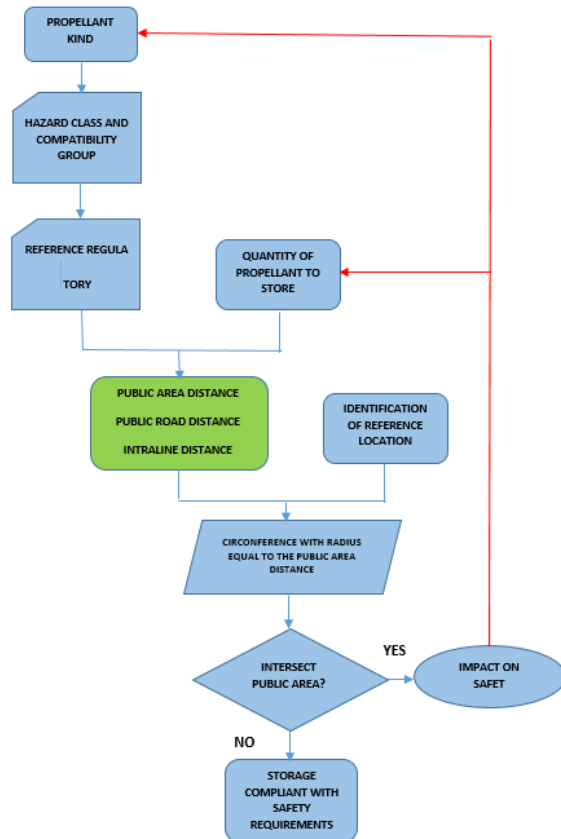 PROPELLANT
KIND
HAZARD CLASS AND
COMPATIBILITY
GROUP
REFERENCE REGULA
TORY
QUANTITY OF
PROPELLANT TO
STORE
PUBLIC AREA DISTANCE
PUBLIC ROAD DISTANCE
INTRALINE DISTANCE
IDENTIFICATION
OF REFERENCE
LOCATION
CIRCONFERENCE WITH RADIUS
EQUAL TO THE PUBLIC AREA
DISTANCE
INTERSECT
PUBLIC AREA?
YES
IMPACT ON
SAFET
NO
STORAGE
COMPLIANT WITH
SAFETY
REQUIREMENTS